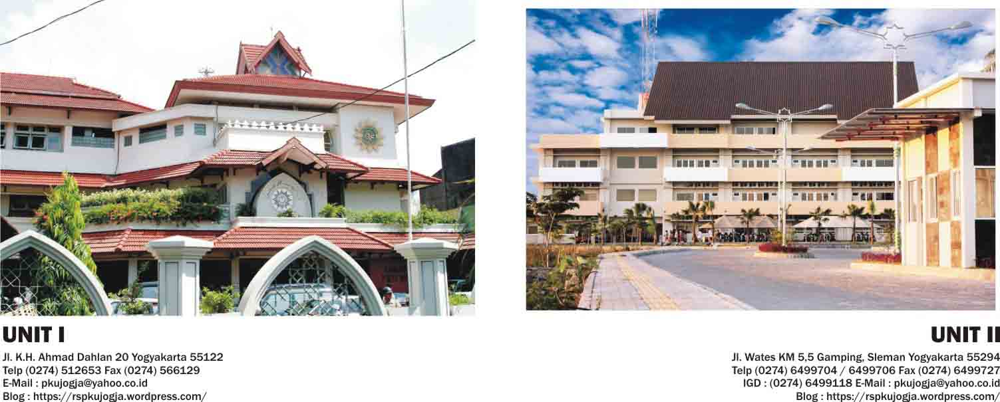 UNIT I
Jl. K.H. Ahmad Dahlan 20 Yogyakarta 55122
Telp (0274) 512653 Fax (0274) 566129
E-Mail : pkujogja@yahoo.co.id
Blog : https://rspkujogja.wordpress.com/
UNIT II
Jl. Wates KM 5,5 Gamping, Sleman Yogyakarta 55294
Telp (0274) 6499704 / 6499706 Fax (0274) 6499727
IGD : (0274) 6499118 E-Mail : pkujogja@yahoo.co.id
Blog : https://rspkujogja.wordpress.com/